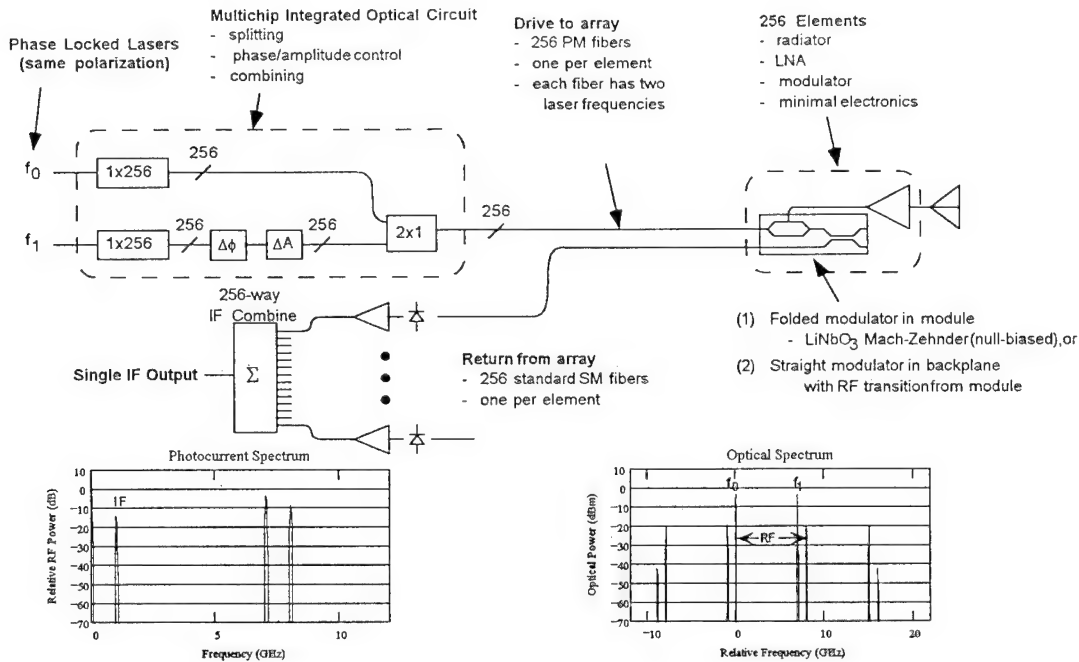 Multichip Integrated Optical Circuit
- splitting
- phase/amplitude control
- combining
Phase Locked Lasers
(same polarization)
Drive to array
- 256 PM fibers
- one per element
- each fiber has two
laser frequencies
256 Elements
- radiator
- LNA
- modulator
- minimal electronics
f0
1x256
256
f1
1x256
256
Δϕ
ΔA
256
2x1
256
256-way
IF Combine
Σ
Single IF Output
Return from array
- 256 standard SM fibers
- one per element
(1) Folded modulator in module
- LiNbO3 Mach-Zehnder(null-biased),or
(2) Straight modulator in backplane
with RF transitionfrom module
Photocurrent Spectrum
Relative RF Power (dB)
10
0
-10
-20
-30
-40
-50
-60
-70
IF
0
5
10
Frequency (GHz)
Optical Spectrum
Optical Power (dBm)
10
0
-10
-20
-30
-40
-50
-60
-70
f0
f1
RF
-10
0
10
20
Relative Frequency (GHz)